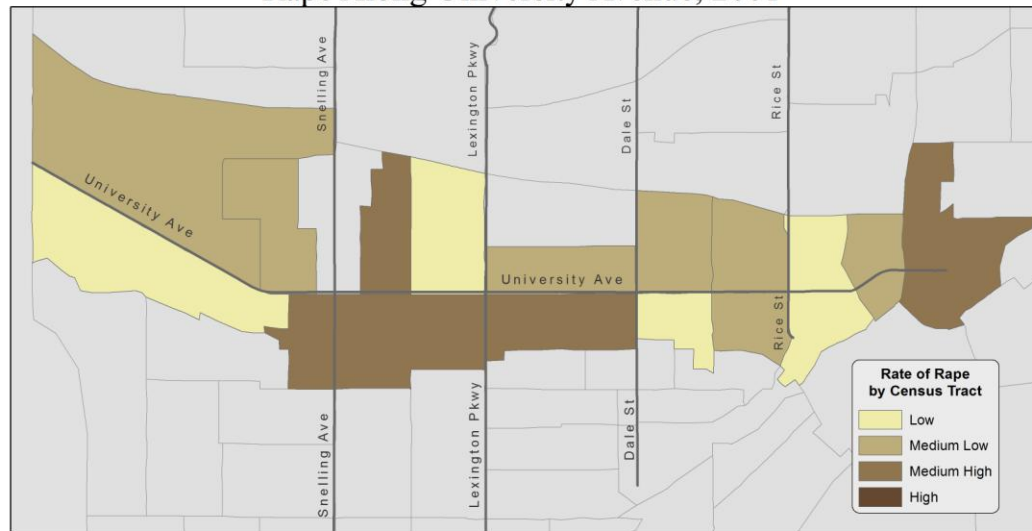 Rape Along University Avenue,
Snelling Ave
Lexington Pkwy
Dale St
Rice St
University Ave
University Ave
Rice St
Snelling Ave
Lexington Pkwy
Dale St
Rate of Rape
by Census Tract
Low
Medium Low
Medium High
High